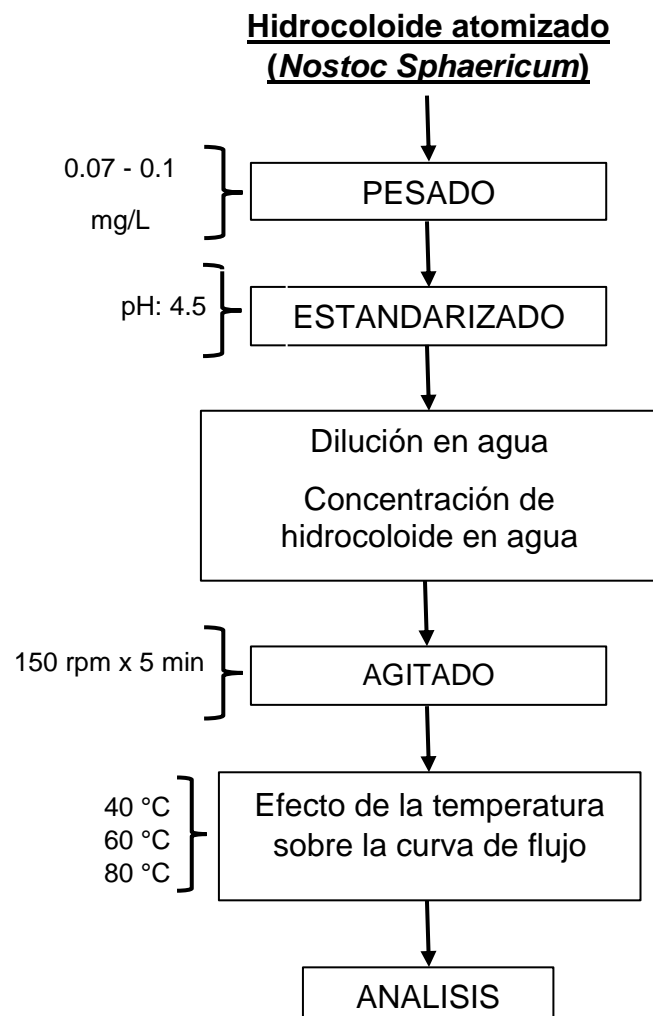 Hidrocoloide atomizado
(Nostoc Sphaericum)
0.07 - 0.1
mg/L
PESADO
pH: 4.5
ESTANDARIZADO
Dilución en agua
Concentración de
hidrocoloide en agua
150 rpm x 5 min
AGITADO
40 °C
60 °C
80 °C
Efecto de la temperatura
sobre la curva de flujo
ANALISIS